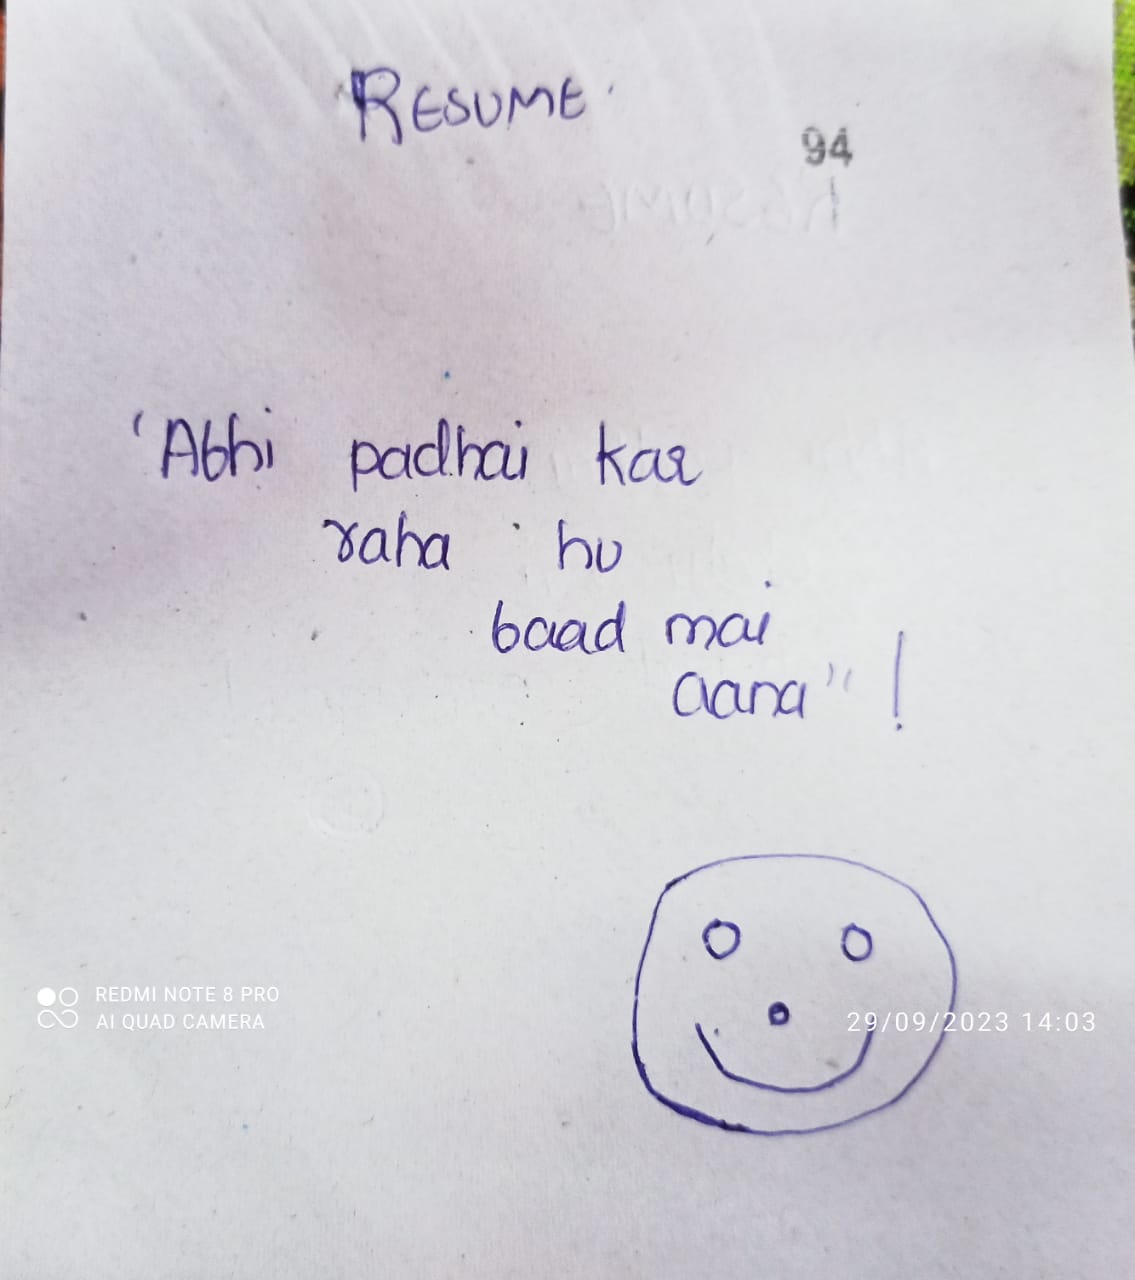 RESUME
94
'Abhi padhai kar
raha hu
baad mai
aana" !
REDMI NOTE 8 PRO
AI QUAD CAMERA
29/09/2023 14:03